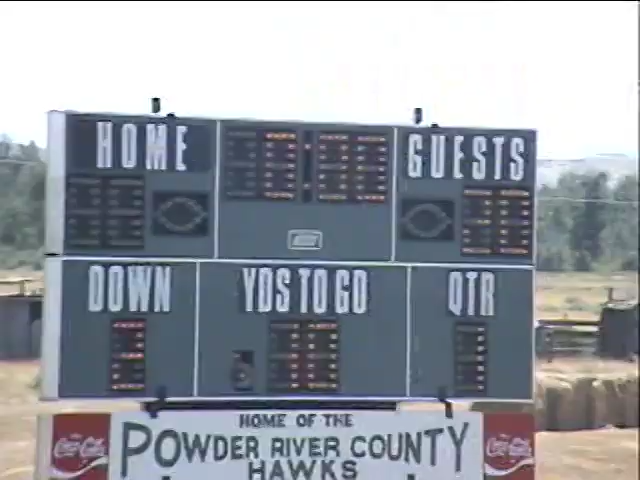 HOME GUESTS
DOWN YDS TO GO QTR
HOME OF THE
Coca-Cola POWDER RIVER COUNTY Coca-Cola
HAWKS